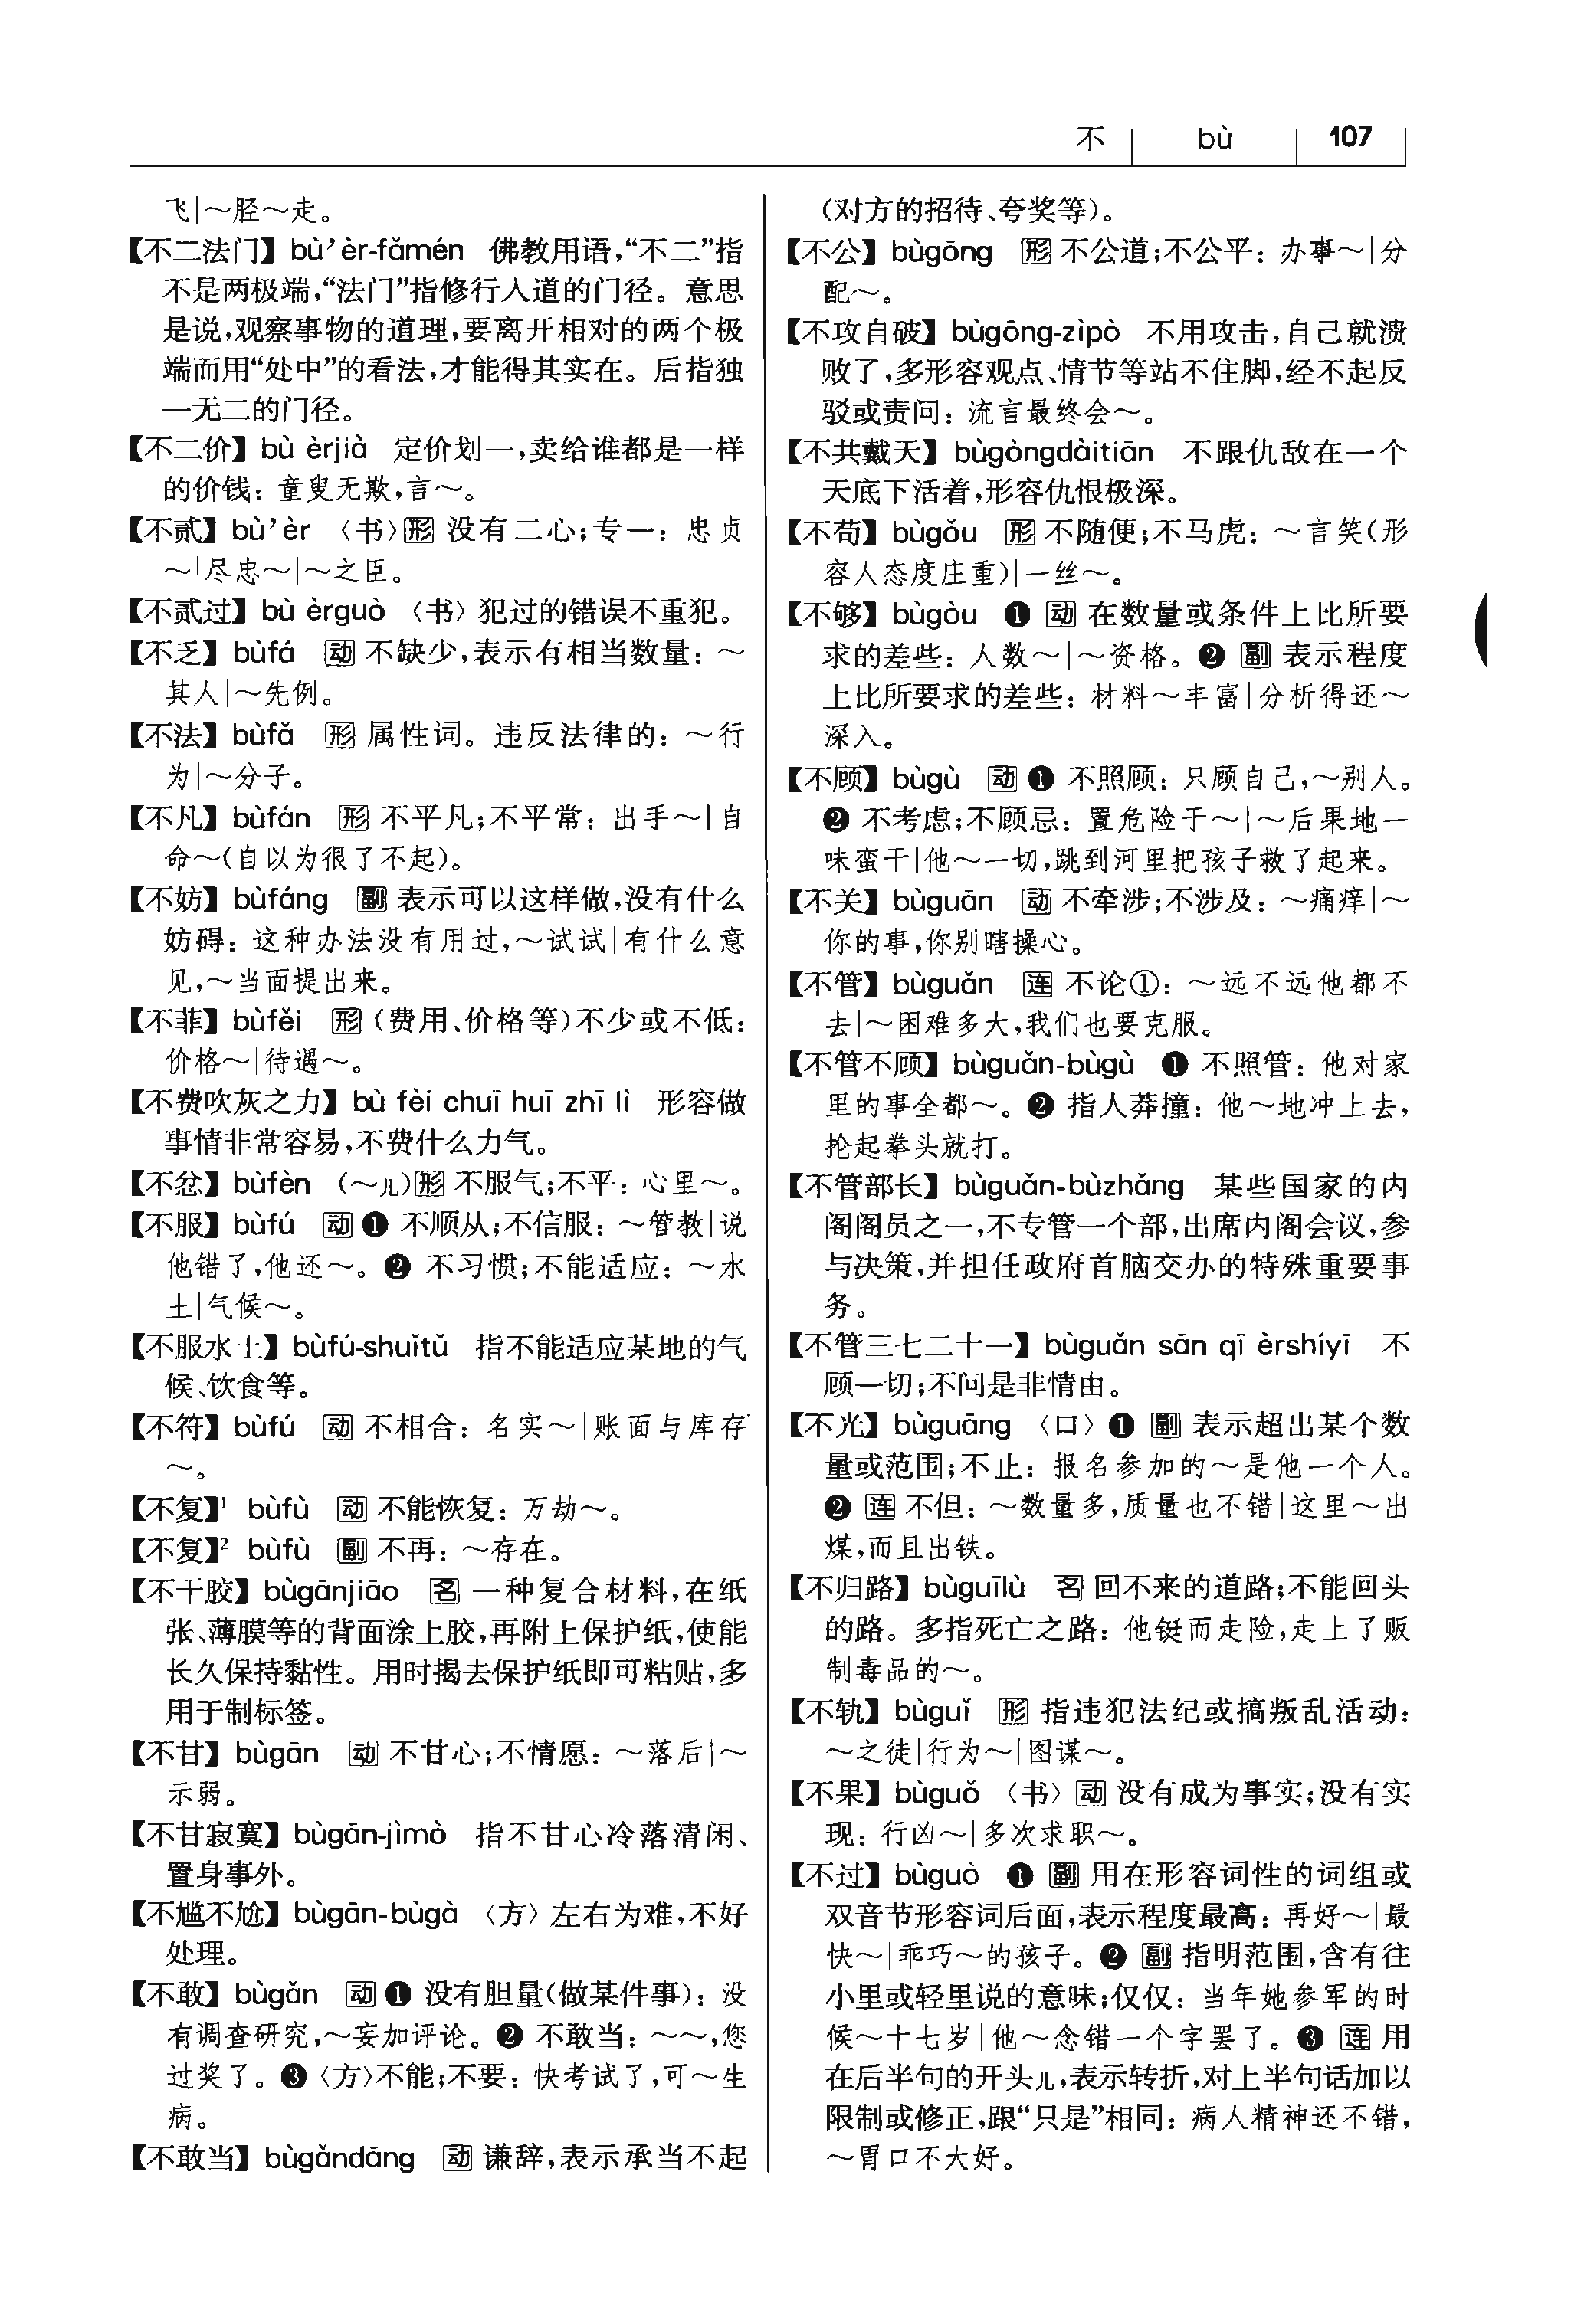 不 bù 107
飞|～胫～走。
【不二法门】bù’èr-fǎmén 佛教用语,“不二”指
不是两极端,“法门”指修行入道的门径。意思
是说,观察事物的道理,要离开相对的两个极
端而用“处中”的看法,才能得其实在。后指独
一无二的门径。
【不二价】bù èrjià 定价划一,卖给谁都是一样
的价钱：童叟无欺,言～。
【不贰】bù’èr 〈书〉形 没有二心;专一：忠贞
～|尽忠～|～之臣。
【不贰过】bù èrguò 〈书〉犯过的错误不重犯。
【不乏】bùfá 动 不缺少,表示有相当数量：～
其人|～先例。
【不法】bùfǎ 形 属性词。违反法律的：～行
为|～分子。
【不凡】bùfán 形 不平凡;不平常：出手～|自
命～(自以为很了不起)。
【不妨】bùfáng 副 表示可以这样做,没有什么
妨碍：这种办法没有用过,～试试|有什么意
见,～当面提出来。
【不菲】bùfěi 形 (费用、价格等)不少或不低：
价格～|待遇～。
【不费吹灰之力】bù fèi chuī huī zhī lì 形容做
事情非常容易,不费什么力气。
【不忿】bùfèn (～儿)形 不服气;不平：心里～。
【不服】bùfú 动 ❶ 不顺从;不信服：～管教|说
他错了,他还～。❷ 不习惯;不能适应：～水
土|气候～。
【不服水土】bùfú-shuǐtǔ 指不能适应某地的气
候、饮食等。
【不符】bùfú 动 不相合：名实～|账面与库存
～。
【不复】¹ bùfù 动 不能恢复：万劫～。
【不复】² bùfù 副 不再：～存在。
【不干胶】bùgānjiāo 名 一种复合材料,在纸
张、薄膜等的背面涂上胶,再附上保护纸,使能
长久保持黏性。用时揭去保护纸即可粘贴,多
用于制标签。
【不甘】bùgān 动 不甘心;不情愿：～落后|～
示弱。
【不甘寂寞】bùgān-jìmò 指不甘心冷落清闲、
置身事外。
【不尴不尬】bùgān-bùgà 〈方〉左右为难,不好
处理。
【不敢】bùgǎn 动 ❶ 没有胆量(做某件事)：没
有调查研究,～妄加评论。❷ 不敢当：～～,您
过奖了。❸〈方〉不能;不要：快考试了,可～生
病。
【不敢当】bùgǎndāng 动 谦辞,表示承当不起
(对方的招待、夸奖等)。
【不公】bùgōng 形 不公道;不公平：办事～|分
配～。
【不攻自破】bùgōng-zìpò 不用攻击,自己就溃
败了,多形容观点、情节等站不住脚,经不起反
驳或责问：流言最终会～。
【不共戴天】bùgòngdàitiān 不跟仇敌在一个
天底下活着,形容仇恨极深。
【不苟】bùgǒu 形 不随便;不马虎：～言笑(形
容人态度庄重)|一丝～。
【不够】bùgòu ❶ 动 在数量或条件上比所要
求的差些：人数～|～资格。❷ 副 表示程度
上比所要求的差些：材料～丰富|分析得还～
深入。
【不顾】bùgù 动 ❶ 不照顾：只顾自己,～别人。
❷ 不考虑;不顾忌：置危险于～|～后果地一
味蛮干|他～一切,跳到河里把孩子救了起来。
【不关】bùguān 动 不牵涉;不涉及：～痛痒|～
你的事,你别瞎操心。
【不管】bùguǎn 连 不论①：～远不远他都不
去|～困难多大,我们也要克服。
【不管不顾】bùguǎn-bùgù ❶ 不照管：他对家
里的事全都～。❷ 指人莽撞：他～地冲上去,
抡起拳头就打。
【不管部长】bùguǎn-bùzhǎng 某些国家的内
阁阁员之一,不专管一个部,出席内阁会议,参
与决策,并担任政府首脑交办的特殊重要事
务。
【不管三七二十一】bùguǎn sān qī èrshíyī 不
顾一切;不问是非情由。
【不光】bùguāng 〈口〉❶ 副 表示超出某个数
量或范围;不止：报名参加的～是他一个人。
❷ 连 不但：～数量多,质量也不错|这里～出
煤,而且出铁。
【不归路】bùguīlù 名 回不来的道路;不能回头
的路。多指死亡之路：他铤而走险,走上了贩
制毒品的～。
【不轨】bùguǐ 形 指违犯法纪或搞叛乱活动：
～之徒|行为～|图谋～。
【不果】bùguǒ 〈书〉动 没有成为事实;没有实
现：行凶～|多次求职～。
【不过】bùguò ❶ 副 用在形容词性的词组或
双音节形容词后面,表示程度最高：再好～|最
快～|乖巧～的孩子。❷ 副 指明范围,含有往
小里或轻里说的意味;仅仅：当年她参军的时
候～十七岁|他～念错一个字罢了。❸ 连 用
在后半句的开头儿,表示转折,对上半句话加以
限制或修正,跟“只是”相同：病人精神还不错,
～胃口不大好。